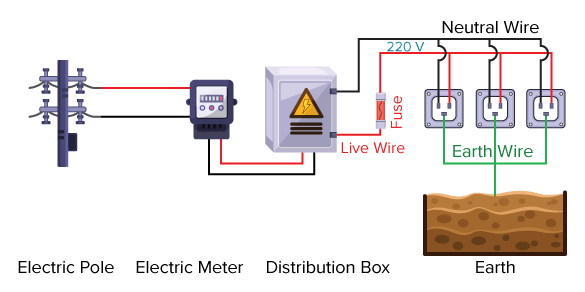 Neutral Wire
220 V
Fuse
Live Wire
Earth Wire
Electric Pole
Electric Meter
Distribution Box
Earth